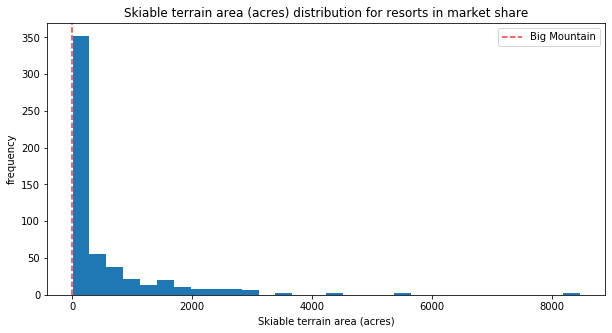 Skiable terrain area (acres) distribution for resorts in market share
Big Mountain
350
300
250
200
150
100
50
0
frequency
0 2000 4000 6000 8000
Skiable terrain area (acres)